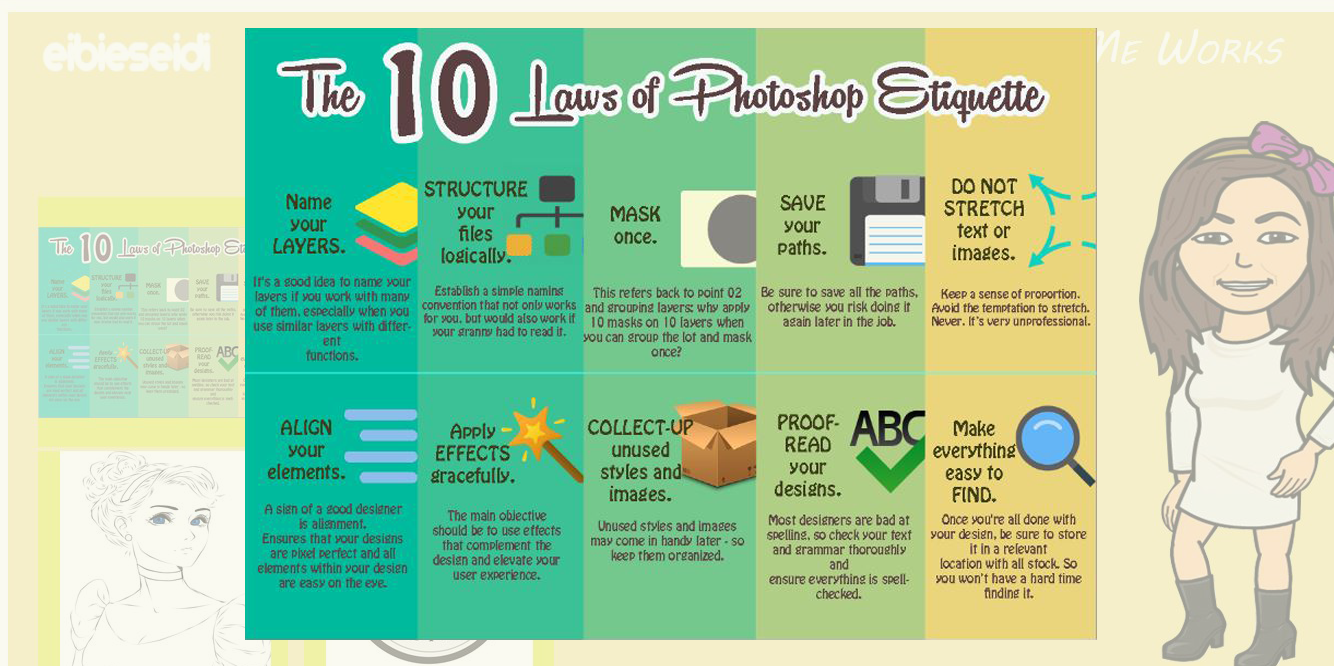 eibieseidi
Me Works
The 10 Laws of Photoshop Etiquette
Name
your
LAYERS.
It's a good idea to name your
layers if you work with many
of them, especially when you
use similar layers with differ-
ent
functions.
STRUCTURE
your
files
logically.
Establish a simple naming
convention that not only works
for you, but would also work if
your granny had to read it.
MASK
once.
This refers back to point 02
and grouping layers: why apply
10 masks on 10 layers when
you can group the lot and mask
once?
SAVE
your
paths.
Be sure to save all the paths,
otherwise you risk doing it
again later in the job.
DO NOT
STRETCH
text or
images.
Keep a sense of proportion.
Avoid the temptation to stretch.
Never. It's very unprofessional.
ALIGN
your
elements.
A sign of a good designer
is alignment.
Ensures that your designs
are pixel perfect and all
elements within your design
are easy on the eye.
Apply
EFFECTS
gracefully.
The main objective
should be to use effects
that complement the
design and elevate your
user experience.
COLLECT-UP
unused
styles and
images.
Unused styles and images
may come in handy later - so
keep them organized.
PROOF-
READ
your
designs.
ABC
Most designers are bad at
spelling, so check your text
and grammar thoroughly
and
ensure everything is spell-
checked.
Make
everything
easy to
FIND.
Once you're all done with
your design, be sure to store
it in a relevant
location with all stock. So
you won't have a hard time
finding it.
The 10 Laws of Photoshop